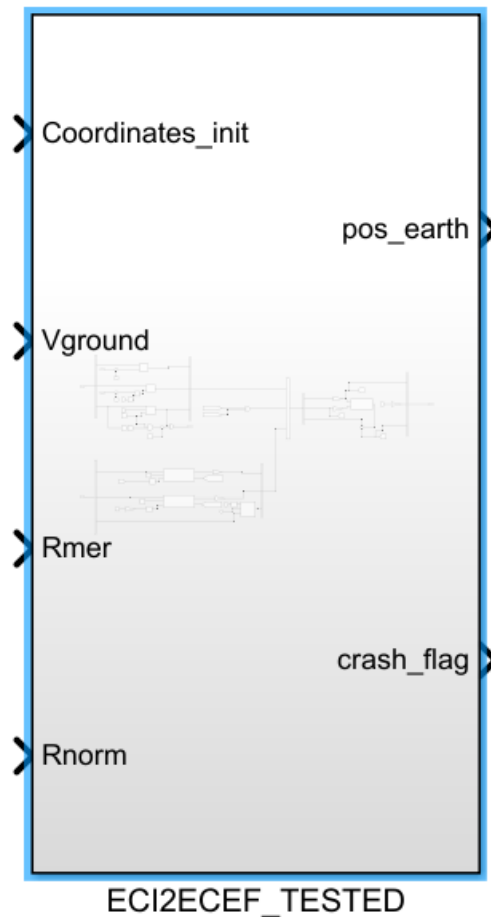 Coordinates_init
pos_earth
Vground
Rmer
crash_flag
Rnorm
ECI2ECEF_TESTED